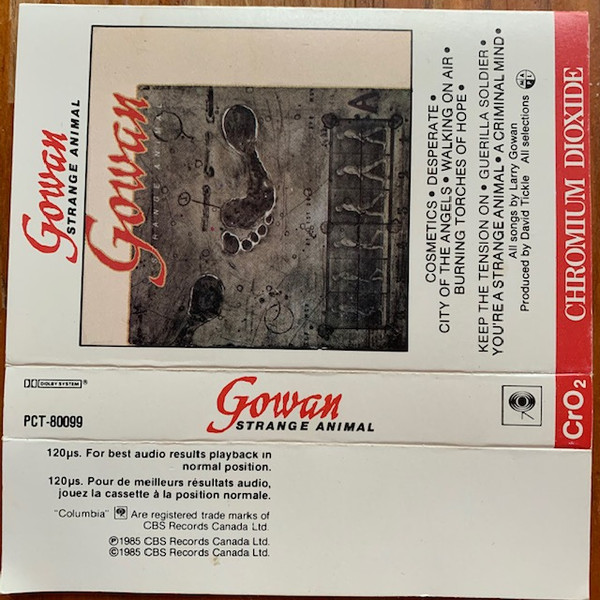 Gowan
STRANGE ANIMAL
Gowan
RANGE ANIMAL
COSMETICS • DESPERATE •
CITY OF THE ANGELS • WALKING ON AIR •
BURNING TORCHES OF HOPE •
KEEP THE TENSION ON • GUERILLA SOLDIER •
YOU'RE A STRANGE ANIMAL • A CRIMINAL MIND •
All songs by Larry Gowan
Produced by David Tickle All selections
CHROMIUM DIOXIDE
DOLBY SYSTEM ®
PCT-80099
Gowan
STRANGE ANIMAL
CrO2
120µs. For best audio results playback in
normal position.
120µs. Pour de meilleurs résultats audio,
jouez la cassette à la position normale.
"Columbia" Are registered trade marks of
CBS Records Canada Ltd.
℗1985 CBS Records Canada Ltd.
©1985 CBS Records Canada Ltd.